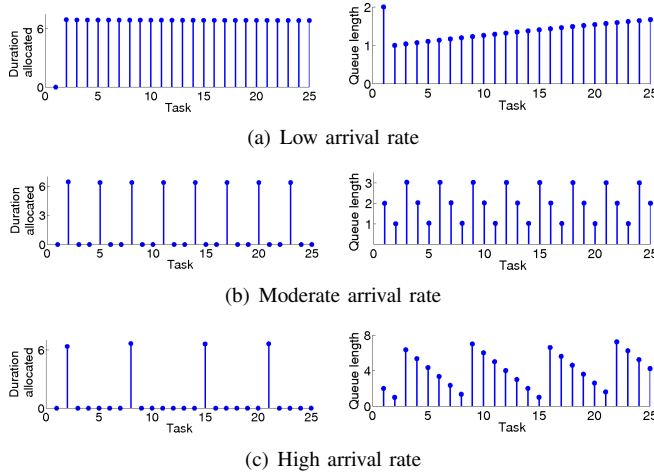 Duration allocated
6
0
0 5 10 15 20 25
Task
Queue length
2
1
0
0 5 10 15 20 25
Task
(a) Low arrival rate
Duration allocated
6
4
2
0
0 5 10 15 20 25
Task
Queue length
3
2
1
0
0 5 10 15 20 25
Task
(b) Moderate arrival rate
Duration allocated
6
0
0 5 10 15 20 25
Task
Queue length
8
4
0
0 5 10 15 20 25
Task
(c) High arrival rate